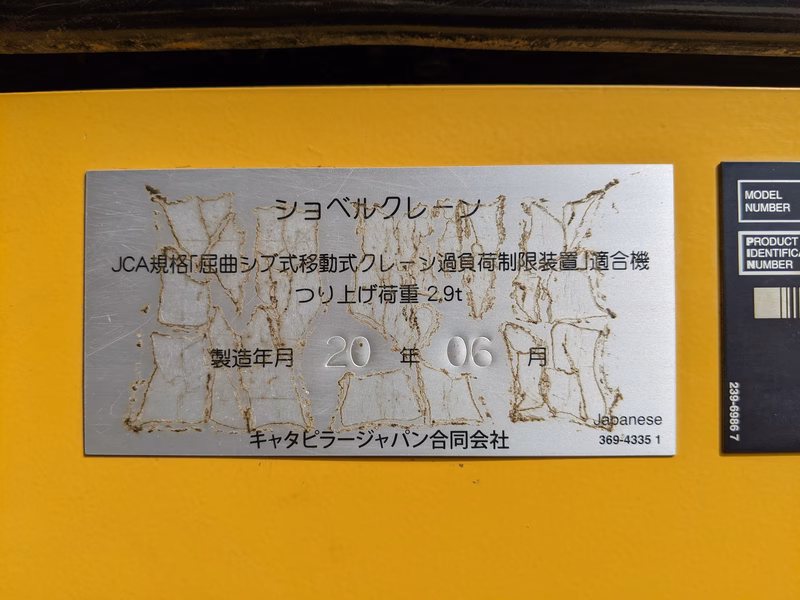 ショベルクレーン
JCA規格「屈曲ジブ式移動式クレーン過負荷制限装置」適合機
つり上げ荷重 2.9t
製造年月 20 年 06 月
キャタピラージャパン合同会社
Japanese
369-4335 1
MODEL
NUMBER
PRODUCT
IDENTIFICA
NUMBER
239-6986 7